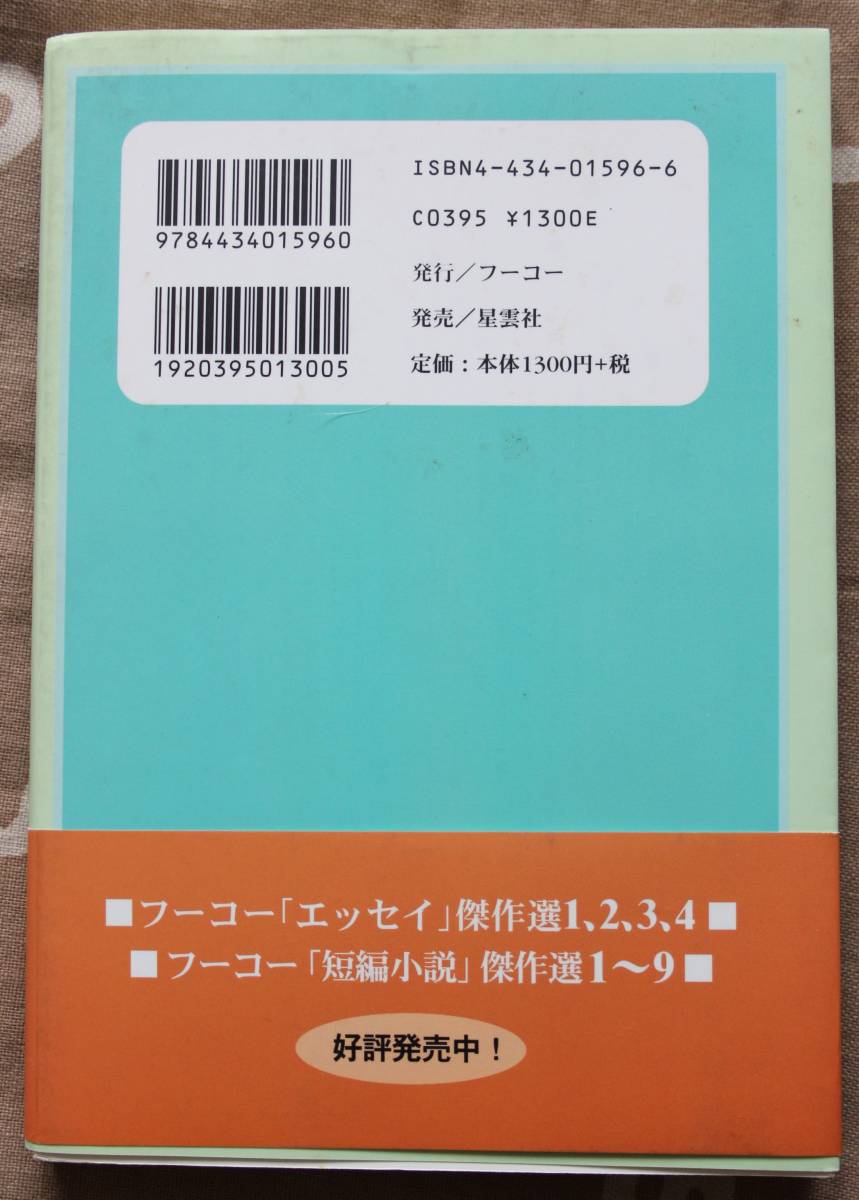 9784434015960
1920395013005
ISBN4-434-01596-6
C0395 ¥1300E
発行／フーコー
発売／星雲社
定価：本体1300円+税
■フーコー「エッセイ」傑作選1、2、3、4■
■フーコー「短編小説」傑作選1〜9■
好評発売中！